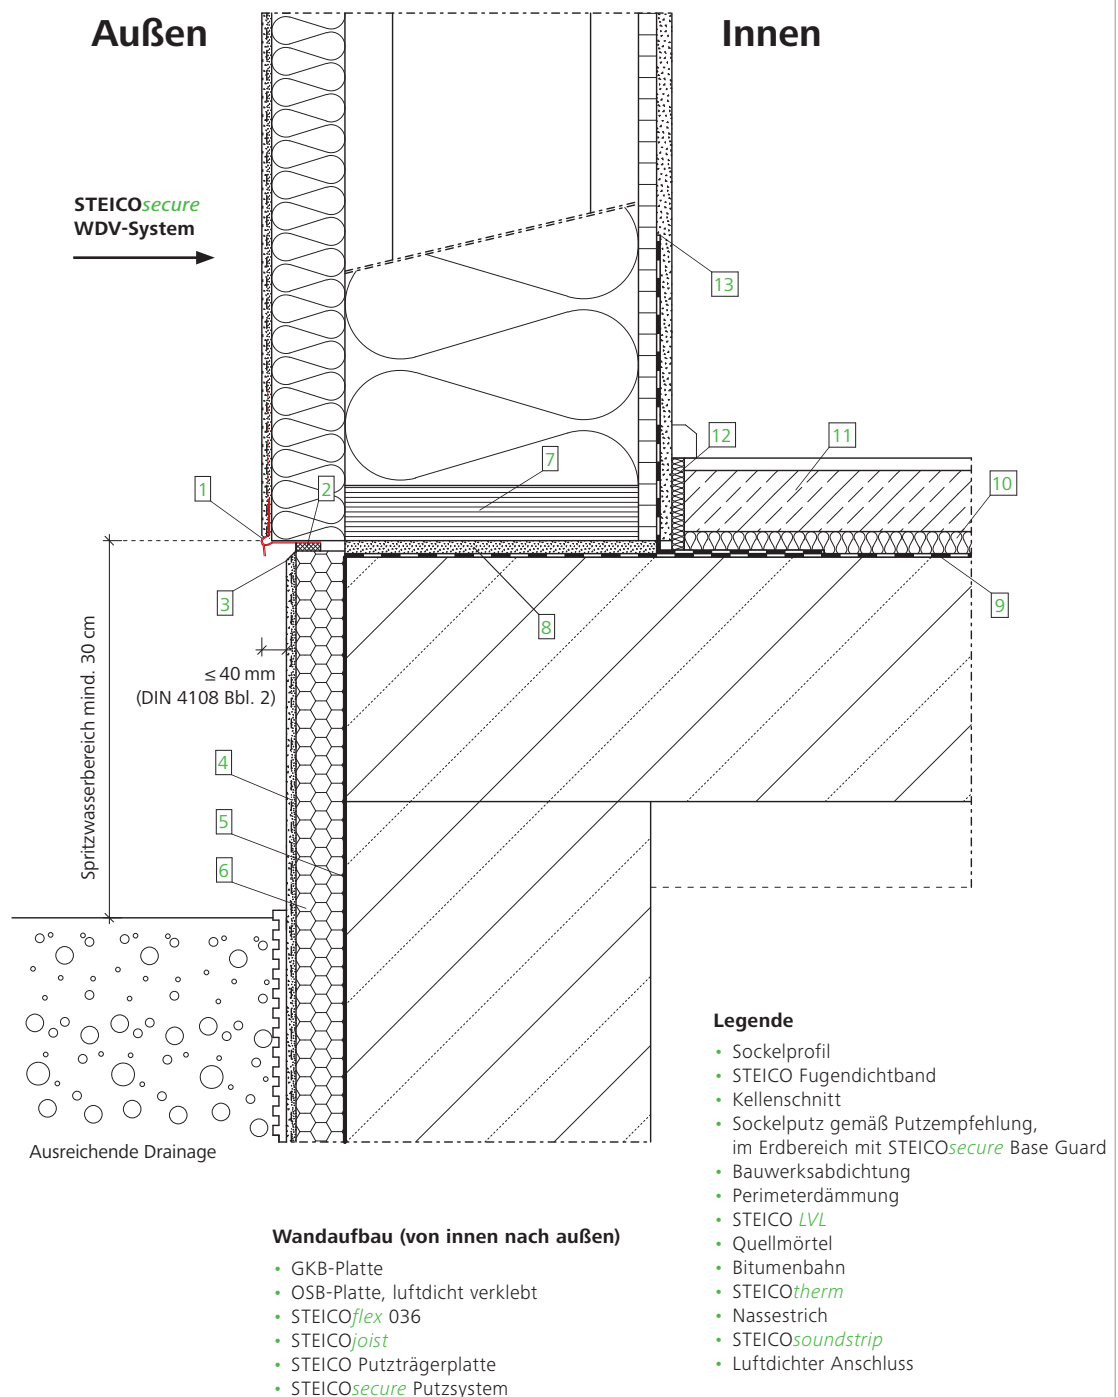 Außen
Innen
STEICOsecure
WDV-System
13
12
11
7
10
1
2
3
8
9
≤ 40 mm
(DIN 4108 Bbl. 2)
Spritzwasserbereich mind. 30 cm
4
5
6
Ausreichende Drainage
Legende
• Sockelprofil
• STEICO Fugendichtband
• Kellenschnitt
• Sockelputz gemäß Putzempfehlung,
im Erdbereich mit STEICOsecure Base Guard
• Bauwerksabdichtung
• Perimeterdämmung
• STEICO LVL
• Quellmörtel
• Bitumenbahn
• STEICOtherm
• Nassestrich
• STEICOsoundstrip
• Luftdichter Anschluss
Wandaufbau (von innen nach außen)
• GKB-Platte
• OSB-Platte, luftdicht verklebt
• STEICOflex 036
• STEICOjoist
• STEICO Putzträgerplatte
• STEICOsecure Putzsystem